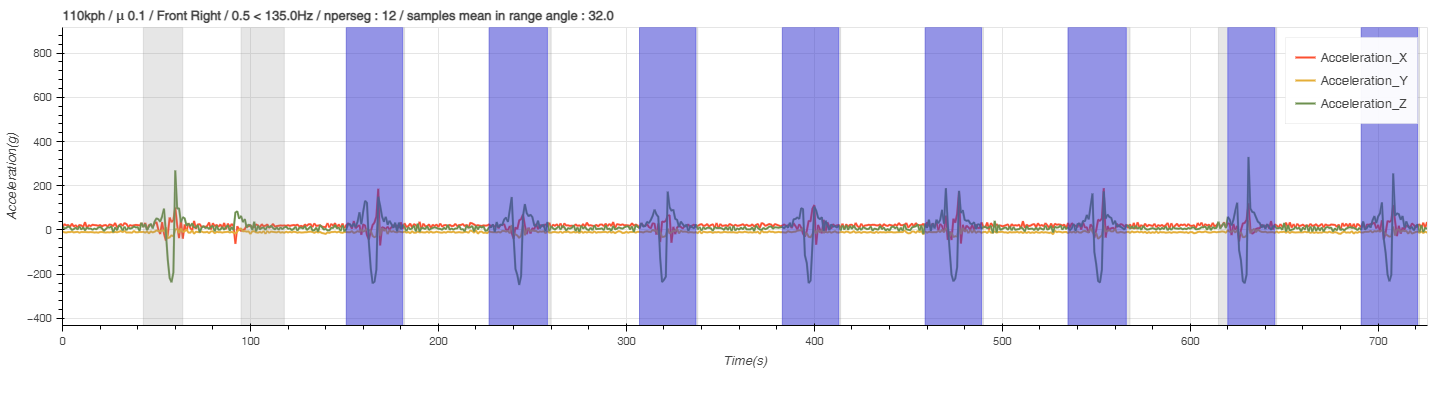 110kph / μ 0.1 / Front Right / 0.5 < 135.0Hz / nperseg : 12 / samples mean in range angle : 32.0
Acceleration(g)
800
600
400
200
0
−200
−400
0
100
200
300
400
500
600
700
Time(s)
Acceleration_X
Acceleration_Y
Acceleration_Z